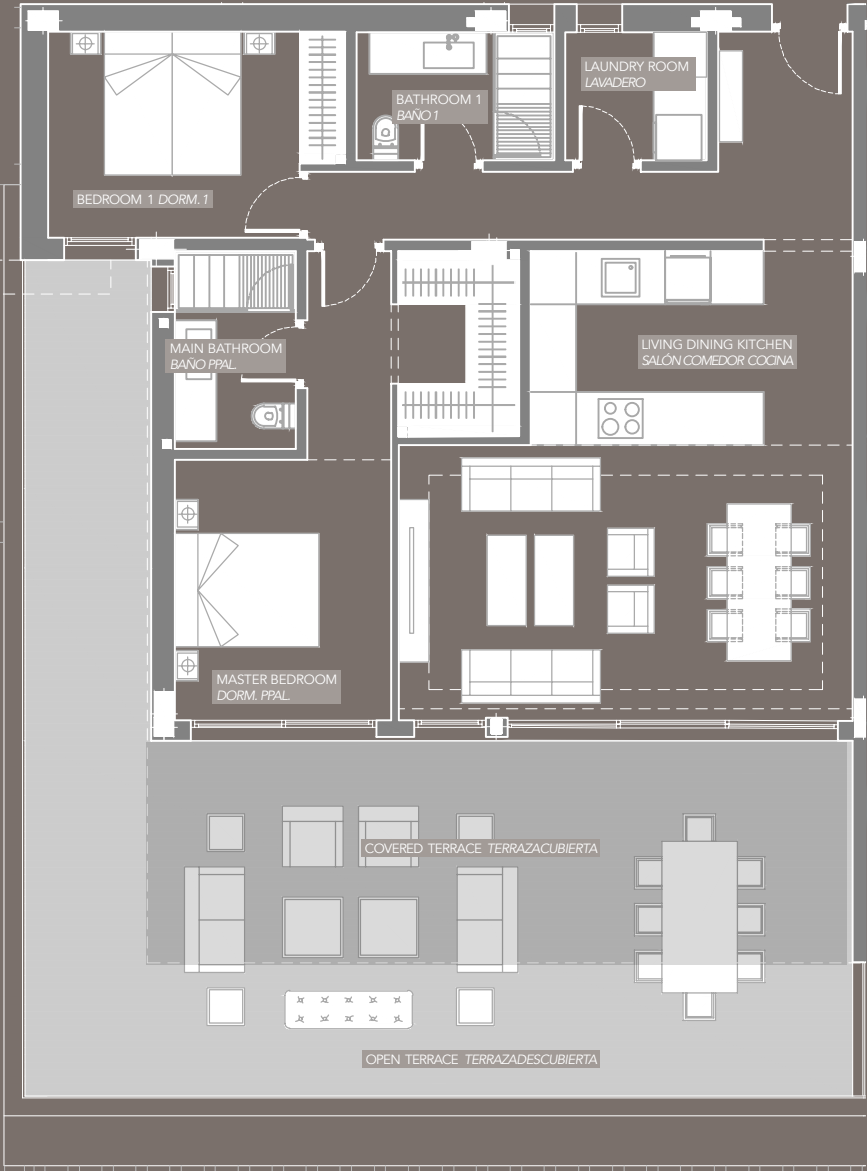 LAUNDRY ROOM
LAVADERO
BATHROOM 1
BAÑO 1
BEDROOM 1 DORM. 1
MAIN BATHROOM
BAÑO PPAL.
LIVING DINING KITCHEN
SALÓN COMEDOR COCINA
MASTER BEDROOM
DORM. PPAL.
COVERED TERRACE TERRAZACUBIERTA
OPEN TERRACE TERRAZADESCUBIERTA